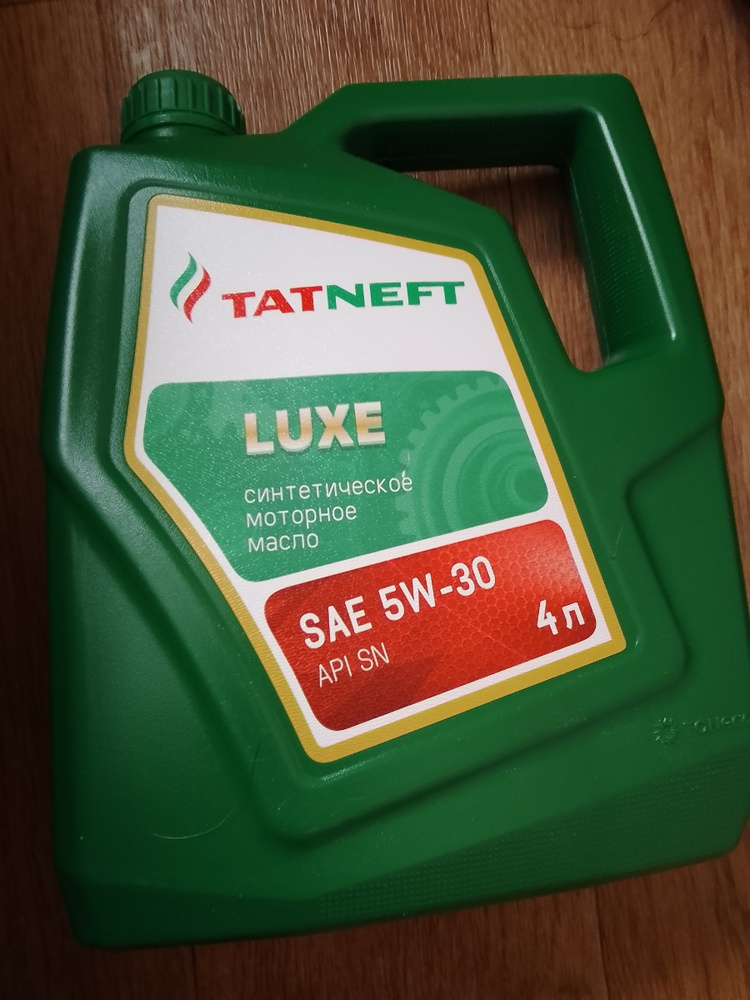 TATNEFT
LUXE
синтетическое
моторное
масло
SAE 5W-30
API SN
4 л